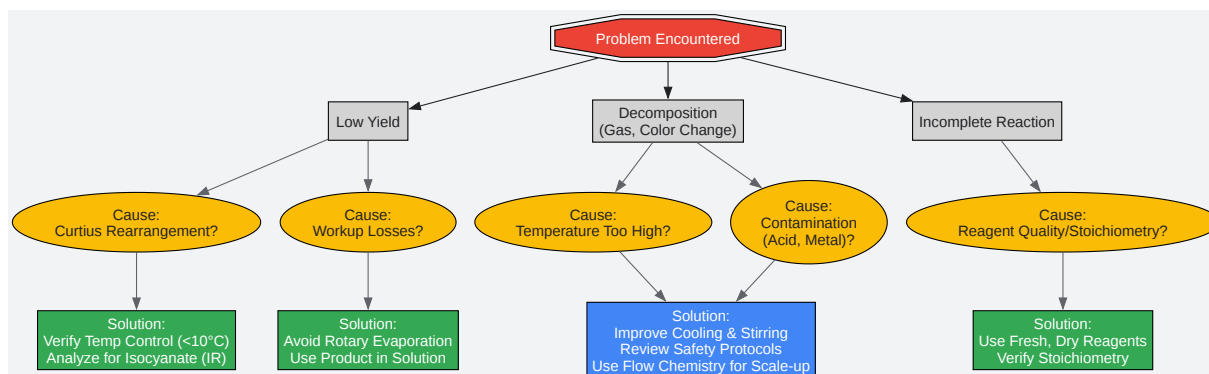 Problem Encountered
Low Yield
Decomposition
(Gas, Color Change)
Incomplete Reaction
Cause:
Curtius Rearrangement?
Cause:
Workup Losses?
Cause:
Temperature Too High?
Cause:
Contamination
(Acid, Metal)?
Cause:
Reagent Quality/Stoichiometry?
Solution:
Verify Temp Control (<10°C)
Analyze for Isocyanate (IR)
Solution:
Avoid Rotary Evaporation
Use Product in Solution
Solution:
Improve Cooling & Stirring
Review Safety Protocols
Use Flow Chemistry for Scale-up
Solution:
Use Fresh, Dry Reagents
Verify Stoichiometry